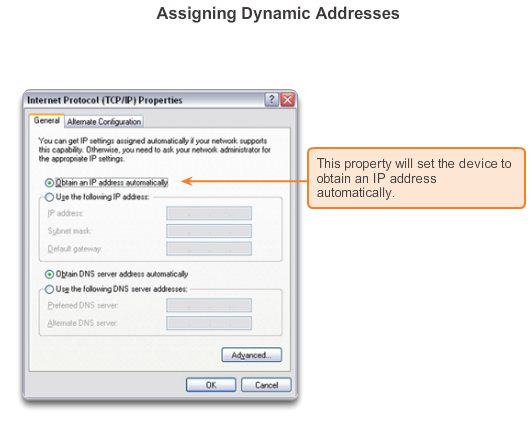 Assigning Dynamic Addresses
Internet Protocol (TCP/IP) Properties
General
Alternate Configuration
You can get IP settings assigned automatically if your network supports
this capability. Otherwise, you need to ask your network administrator for
the appropriate IP settings.
Obtain an IP address automatically
Use the following IP address:
IP address:
Subnet mask:
Default gateway:
Obtain DNS server address automatically
Use the following DNS server addresses:
Preferred DNS server:
Alternate DNS server:
Advanced...
OK
Cancel
This property will set the device to
obtain an IP address
automatically.